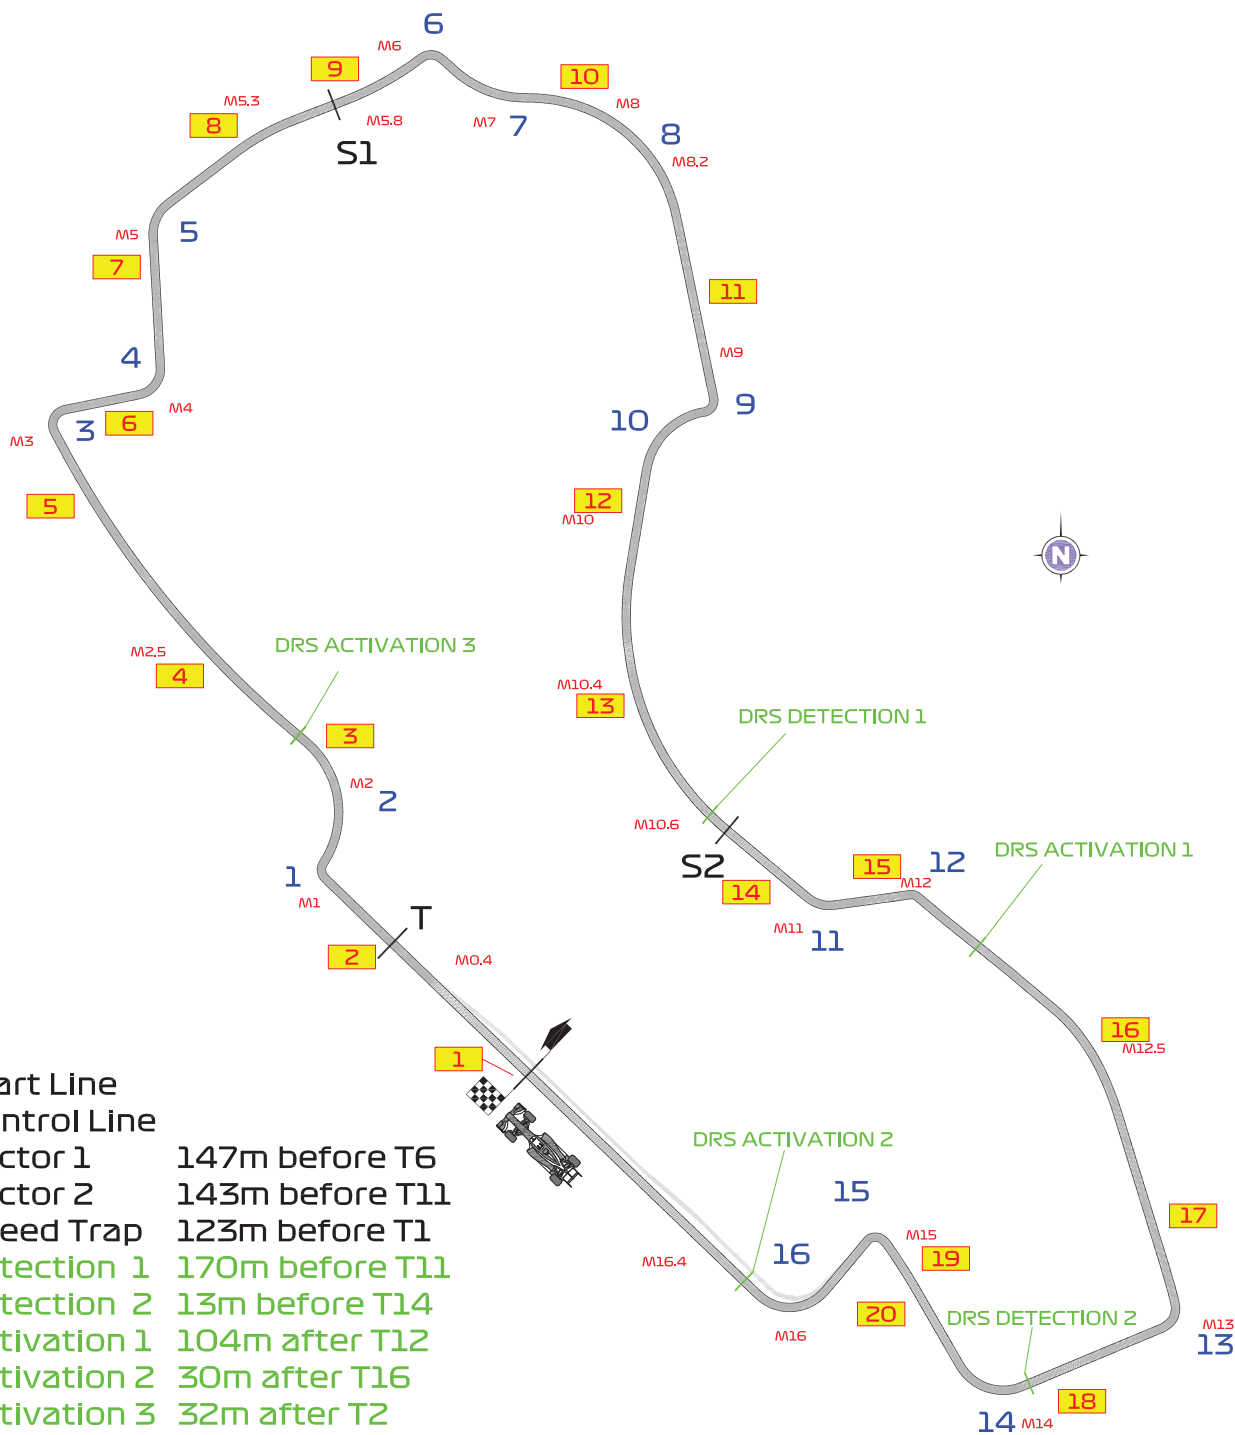 6
M6
9
10
M5.3
M8
8
M5.8
M7
7
8
S1
M8.2
M5
5
7
11
4
M9
M4
9
3
6
10
M3
5
12
M10
N
DRS ACTIVATION 3
M2.5
4
M10.4
13
DRS DETECTION 1
3
M2
2
M10.6
DRS ACTIVATION 1
S2
15
12
1
M12
14
M1
T
M11
11
2
M0.4
16
M12.5
1
art Line
ntrol Line
DRS ACTIVATION 2
ctor 1 147m before T6
ctor 2 143m before T11
15
17
eed Trap 123m before T1
M15
16
19
M16.4
tection 1 170m before T11
tection 2 13m before T14
20
DRS DETECTION 2
M13
M16
13
tivation 1 104m after T12
tivation 2 30m after T16
18
tivation 3 32m after T2
14
M14